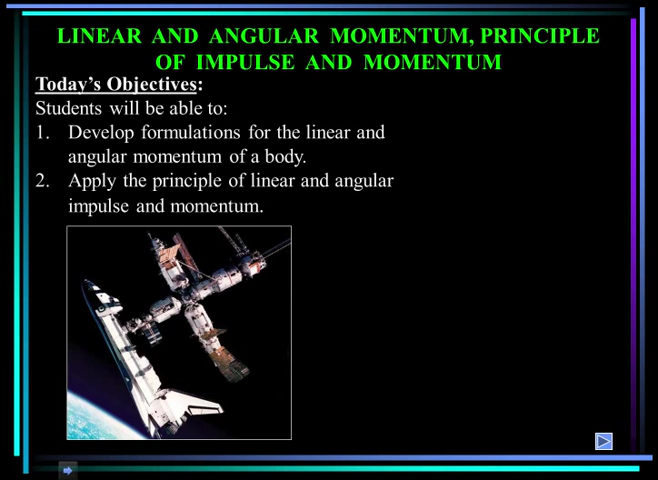 LINEAR AND ANGULAR MOMENTUM, PRINCIPLE
OF IMPULSE AND MOMENTUM
Today's Objectives:
Students will be able to:
1. Develop formulations for the linear and
angular momentum of a body.
2. Apply the principle of linear and angular
impulse and momentum.